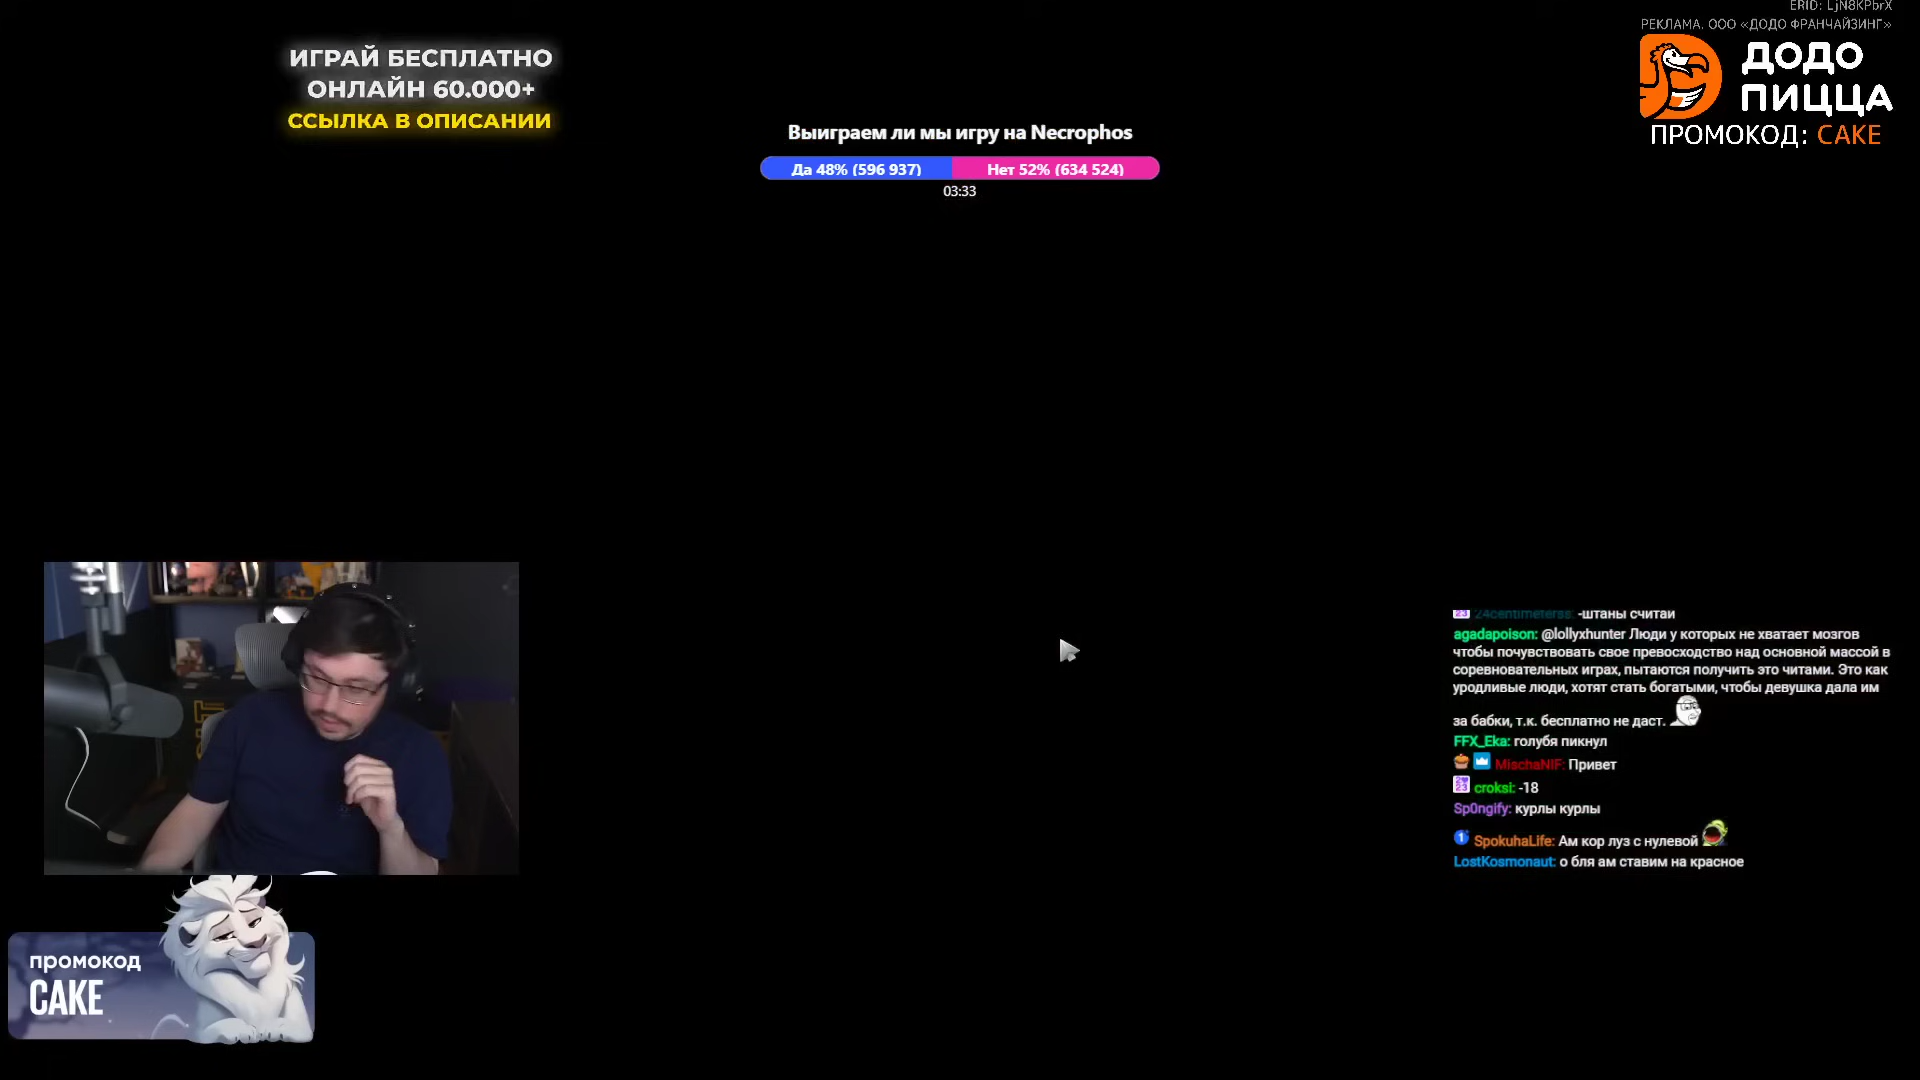 ERID: LjN8KPbrX
РЕКЛАМА. ООО «ДОДО ФРАНЧАЙЗИНГ»
ДОДО
ПИЦЦА
ПРОМОКОД: CAKE
ИГРАЙ БЕСПЛАТНО
ОНЛАЙН 60.000+
ССЫЛКА В ОПИСАНИИ
Выиграем ли мы игру на Necrophos
Да 48% (596 937) Нет 52% (634 524)
03:33
24centimeterss: -штаны считаи
agadapoison: @lollyxhunter Люди у которых не хватает мозгов
чтобы почувствовать свое превосходство над основной массой в
соревновательных играх, пытаются получить это читами. Это как
уродливые люди, хотят стать богатыми, чтобы девушка дала им
за бабки, т.к. бесплатно не даст.
FFX_Eka: голубя пикнул
MischaNIF: Привет
croksi: -18
Sp0ngify: курлы курлы
SpokuhaLife: Ам кор луз с нулевой
LostKosmonaut: о бля ам ставим на красное
промокод
CAKE